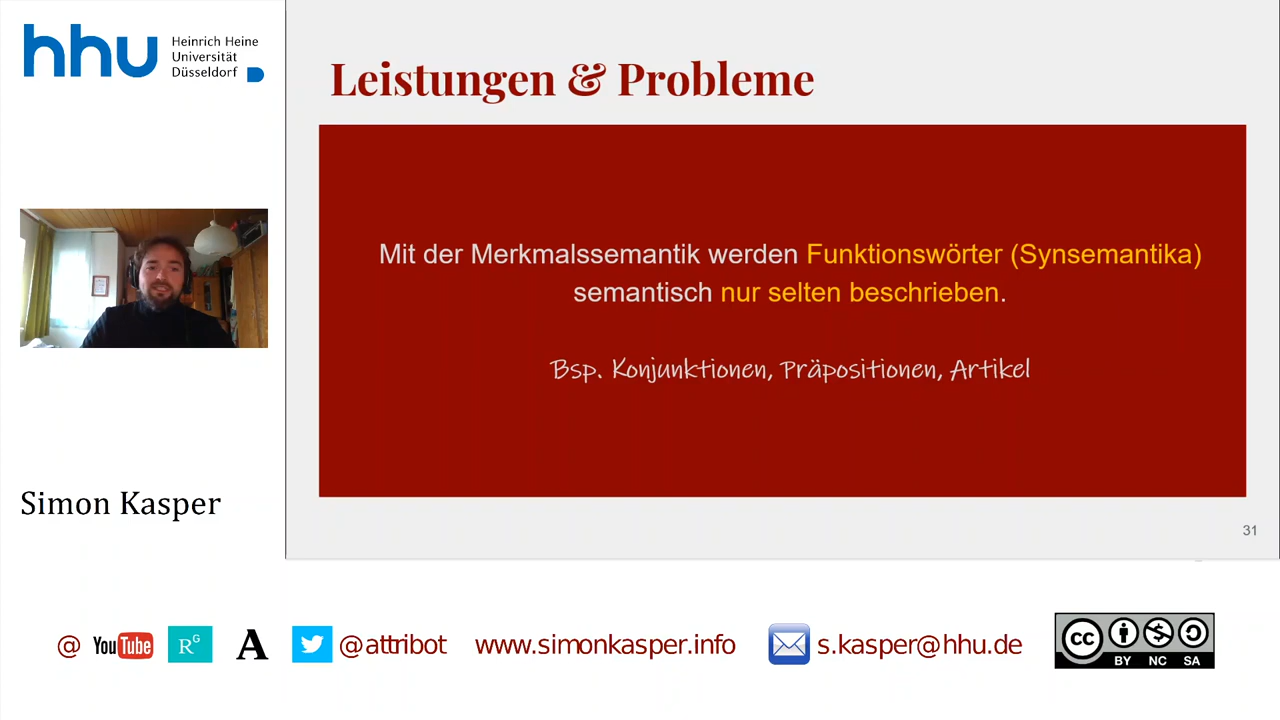 hhu
Heinrich Heine
Universität
Düsseldorf
Leistungen & Probleme
Mit der Merkmalssemantik werden Funktionswörter (Synsemantika)
semantisch nur selten beschrieben.
Bsp. Konjunktionen, Präpositionen, Artikel
Simon Kasper
31
@ YouTube RG A @attribot www.simonkasper.info s.kasper@hhu.de cc
BY NC SA